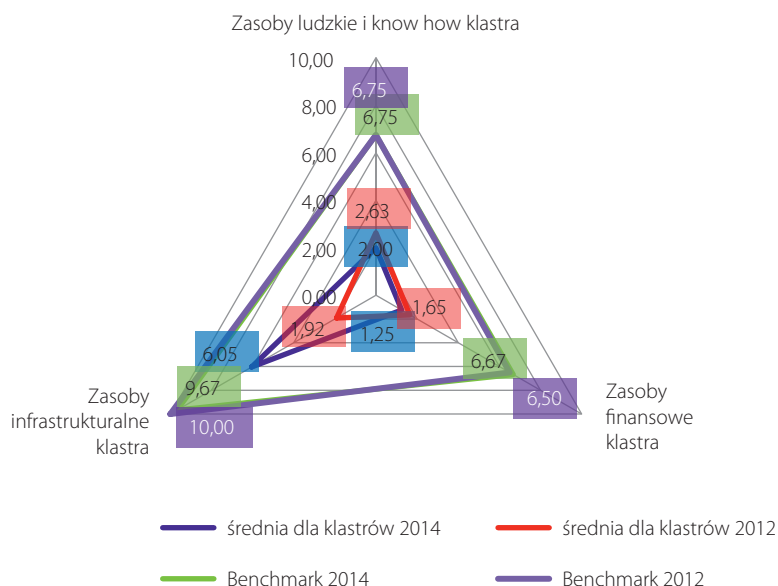 Zasoby ludzkie i know how klastra
10,00
6,75
8,00
6,75
6,00
4,00
2,63
2,00
2,00
0,00
1,65
1,92
1,25
6,05
6,67
9,67
6,50
10,00
Zasoby
infrastrukturalne
klastra
Zasoby
finansowe
klastra
średnia dla klastrów 2014
średnia dla klastrów 2012
Benchmark 2014
Benchmark 2012